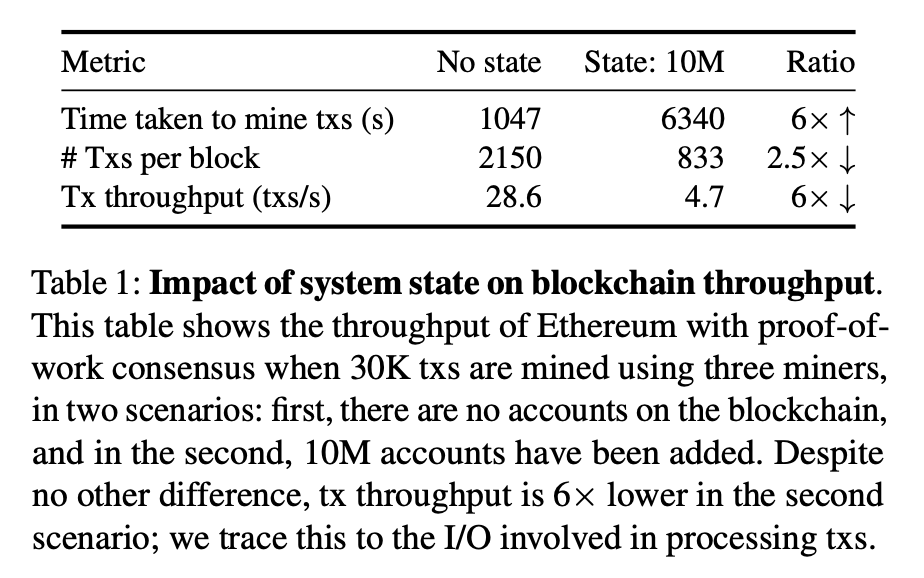 Metric No state State: 10M Ratio
Time taken to mine txs (s) 1047 6340 6× ↑
# Txs per block 2150 833 2.5× ↓
Tx throughput (txs/s) 28.6 4.7 6× ↓
Table 1: Impact of system state on blockchain throughput.
This table shows the throughput of Ethereum with proof-of-
work consensus when 30K txs are mined using three miners,
in two scenarios: first, there are no accounts on the blockchain,
and in the second, 10M accounts have been added. Despite
no other difference, tx throughput is 6× lower in the second
scenario; we trace this to the I/O involved in processing txs.